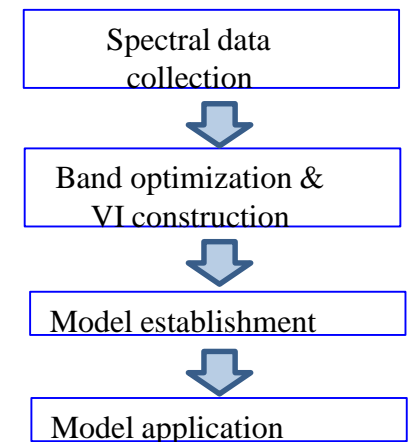 Spectral data
collection
Band optimization &
VI construction
Model establishment
Model application